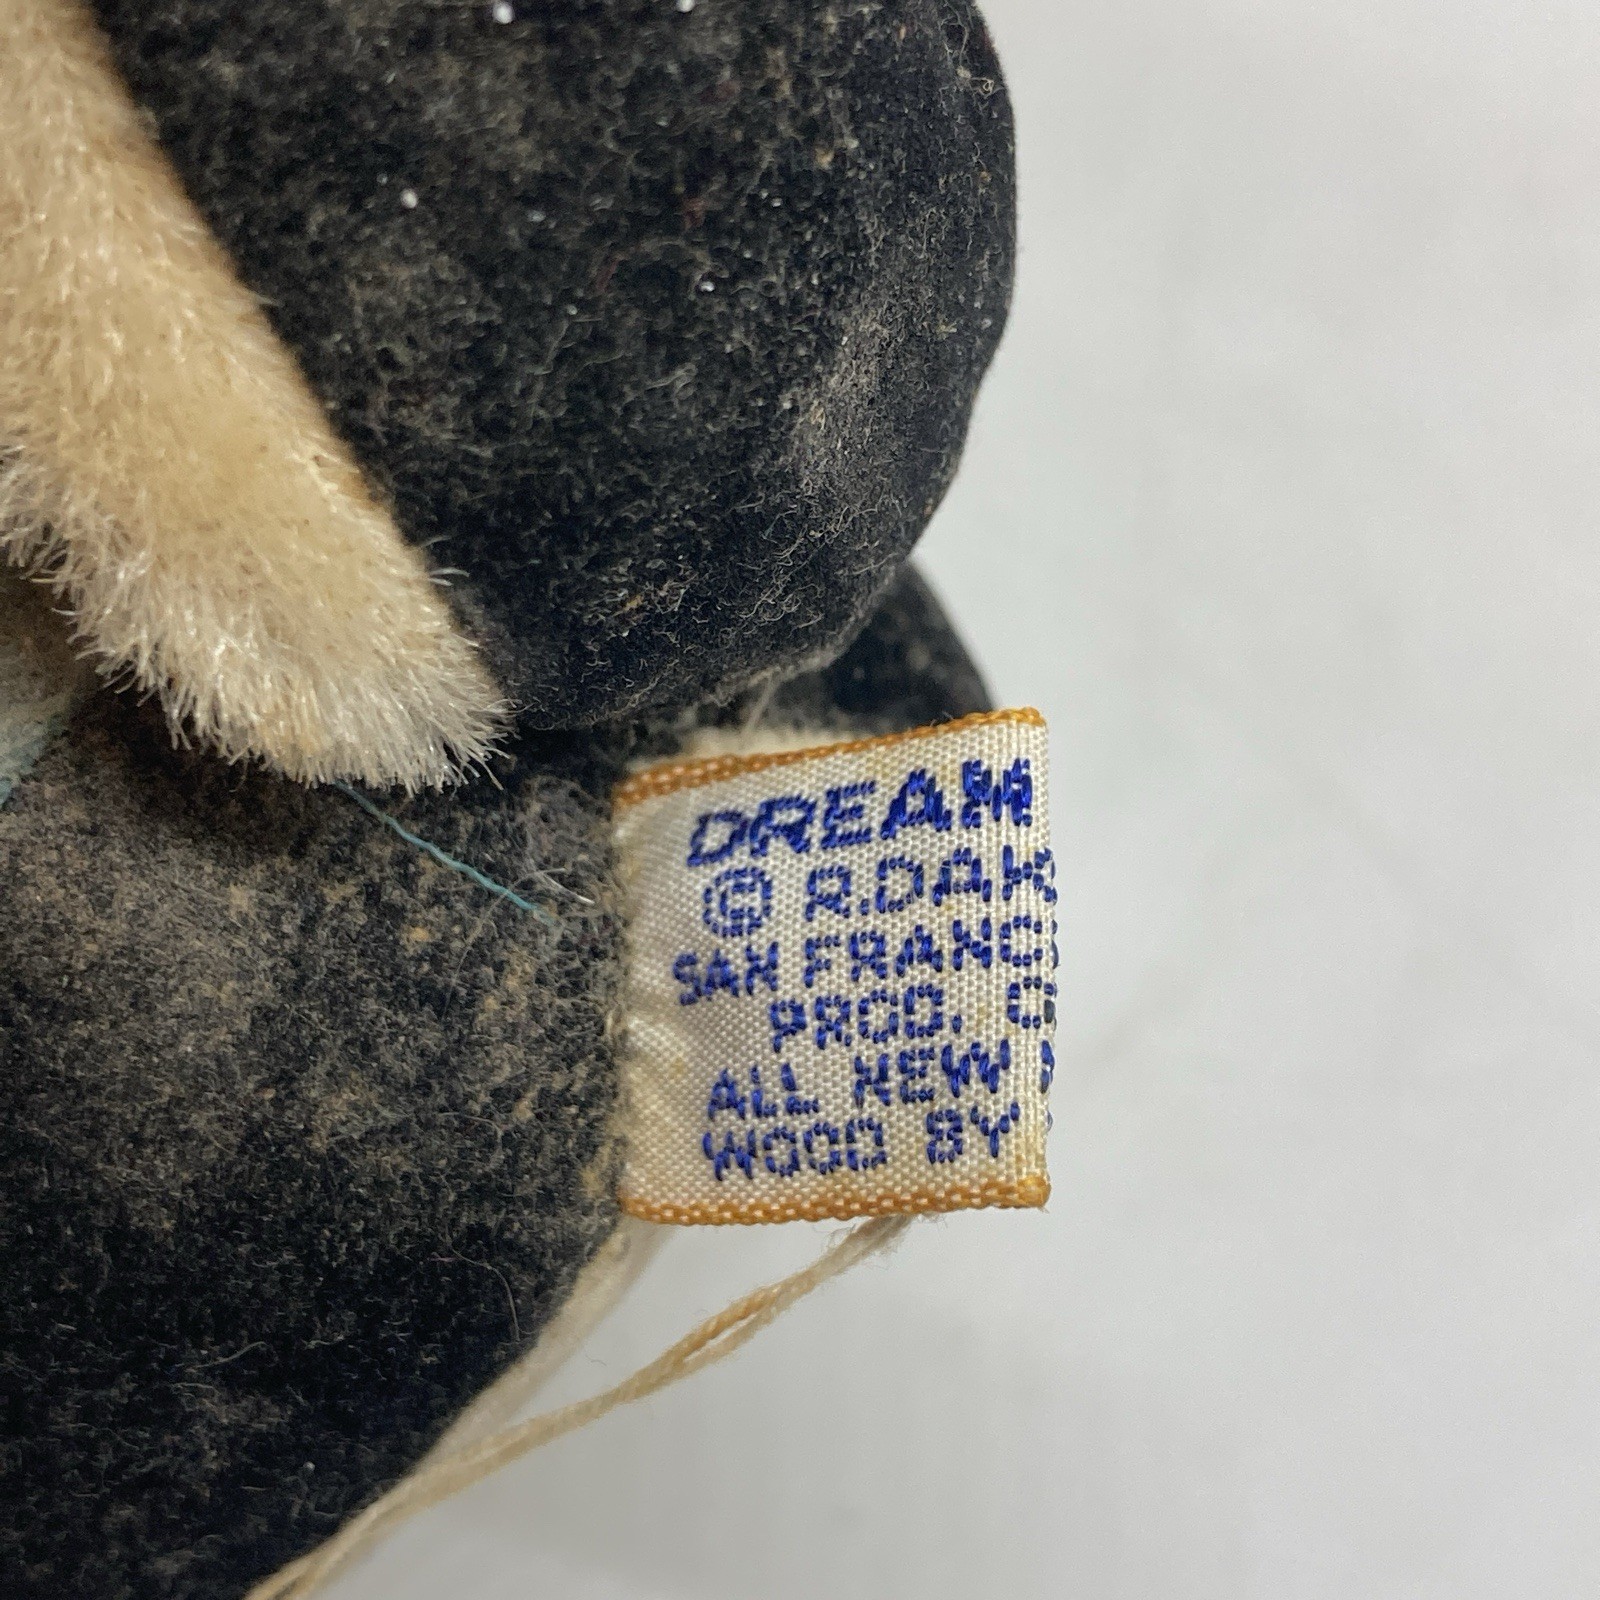 DREAM
© R.DAK
SAN FRANC
PROD.
ALL NEW
WOOD BY